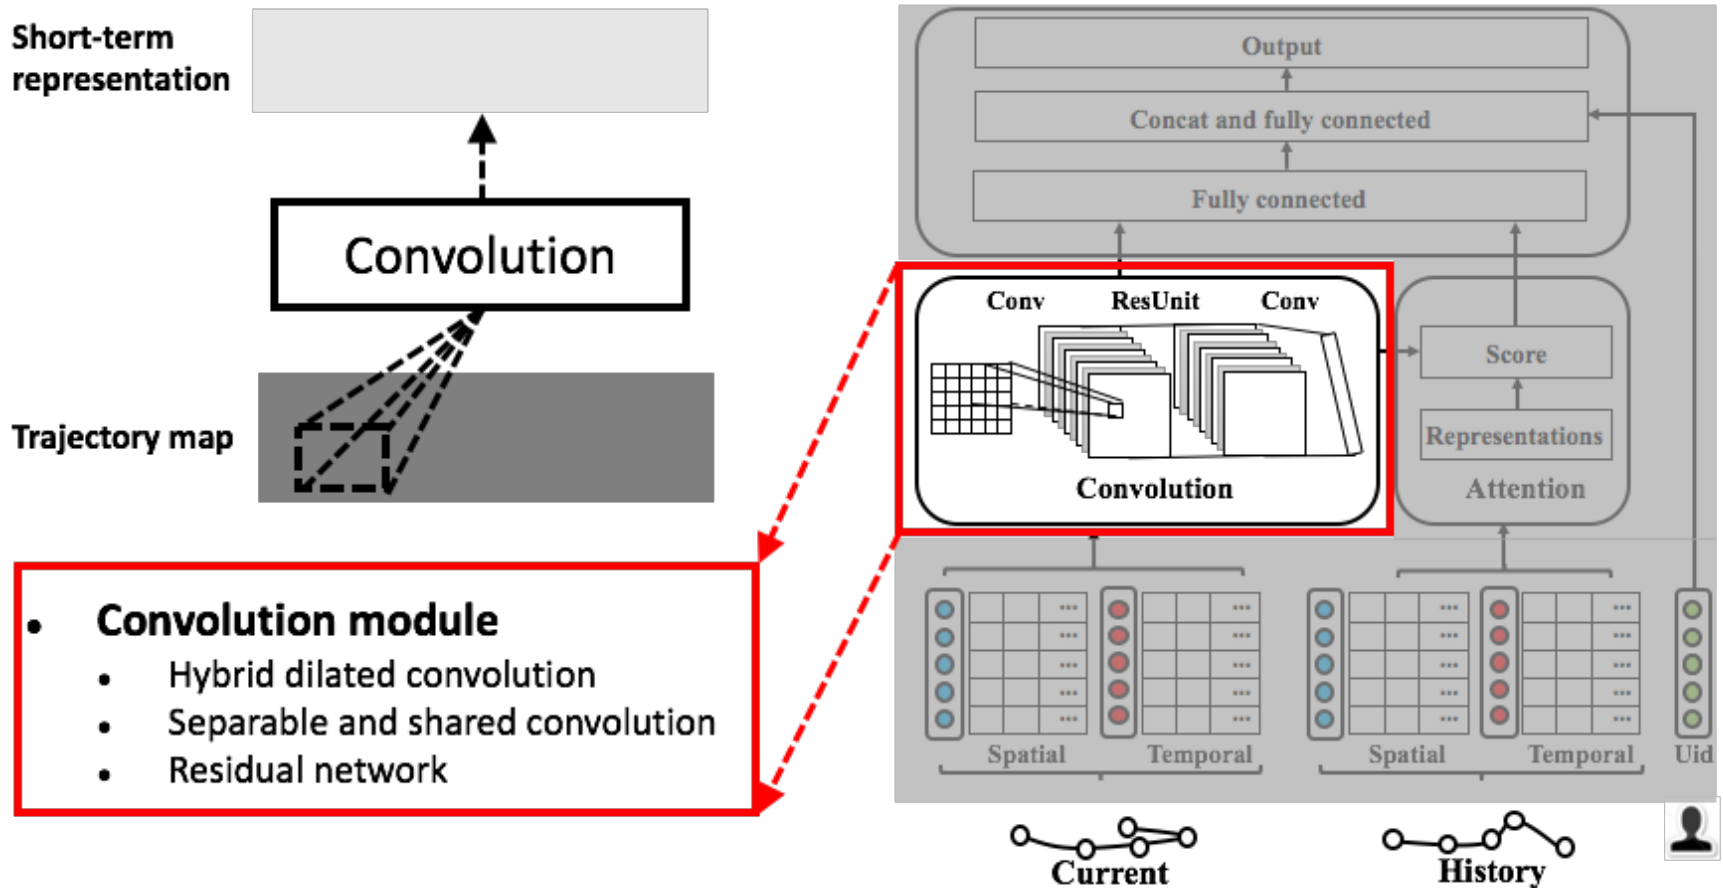 Short-term
representation
Convolution
Trajectory map
• Convolution module
• Hybrid dilated convolution
• Separable and shared convolution
• Residual network
Output
Concat and fully connected
Fully connected
Conv ResUnit Conv
Convolution
Score
Representations
Attention
... ... ... ...
... ... ... ...
... ... ... ...
... ... ... ...
... ... ... ...
Spatial Temporal Spatial Temporal Uid
Current History